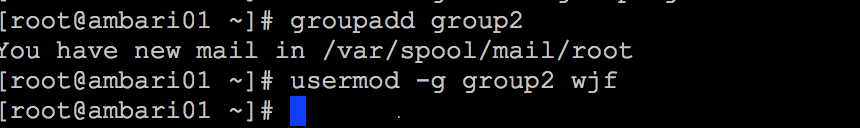 [root@ambari01 ~]# groupadd group2
You have new mail in /var/spool/mail/root
[root@ambari01 ~]# usermod -g group2 wjf
[root@ambari01 ~]#